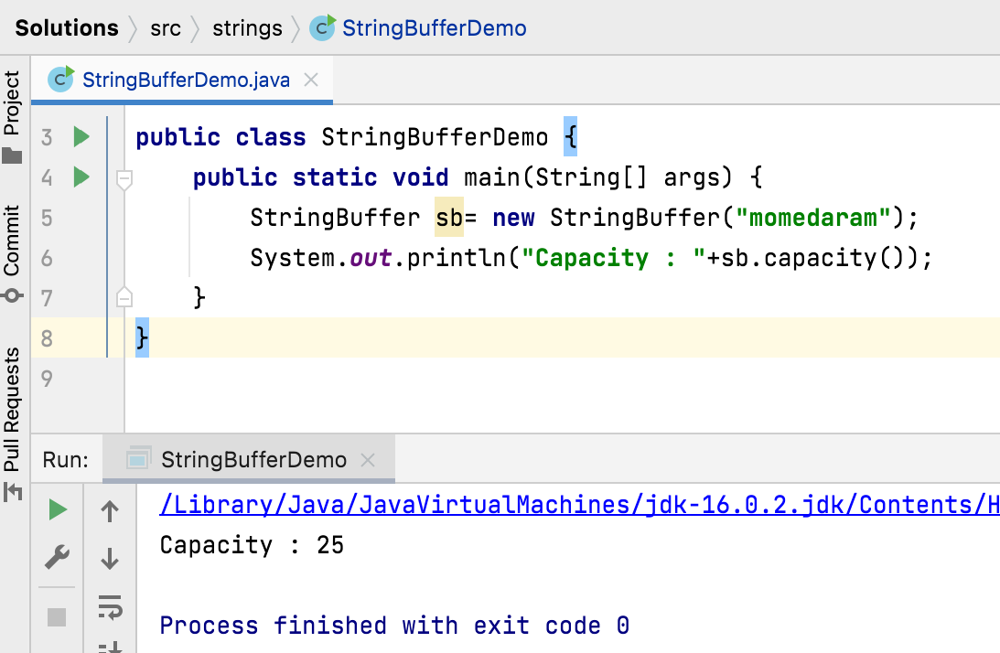 Solutions src strings StringBufferDemo
StringBufferDemo.java
Project
Commit
Pull Requests
3 public class StringBufferDemo {
4 public static void main(String[] args) {
5 StringBuffer sb= new StringBuffer("momedaram");
6 System.out.println("Capacity : "+sb.capacity());
7 }
8 }
9
Run: StringBufferDemo
/Library/Java/JavaVirtualMachines/jdk-16.0.2.jdk/Contents/H
Capacity : 25
Process finished with exit code 0